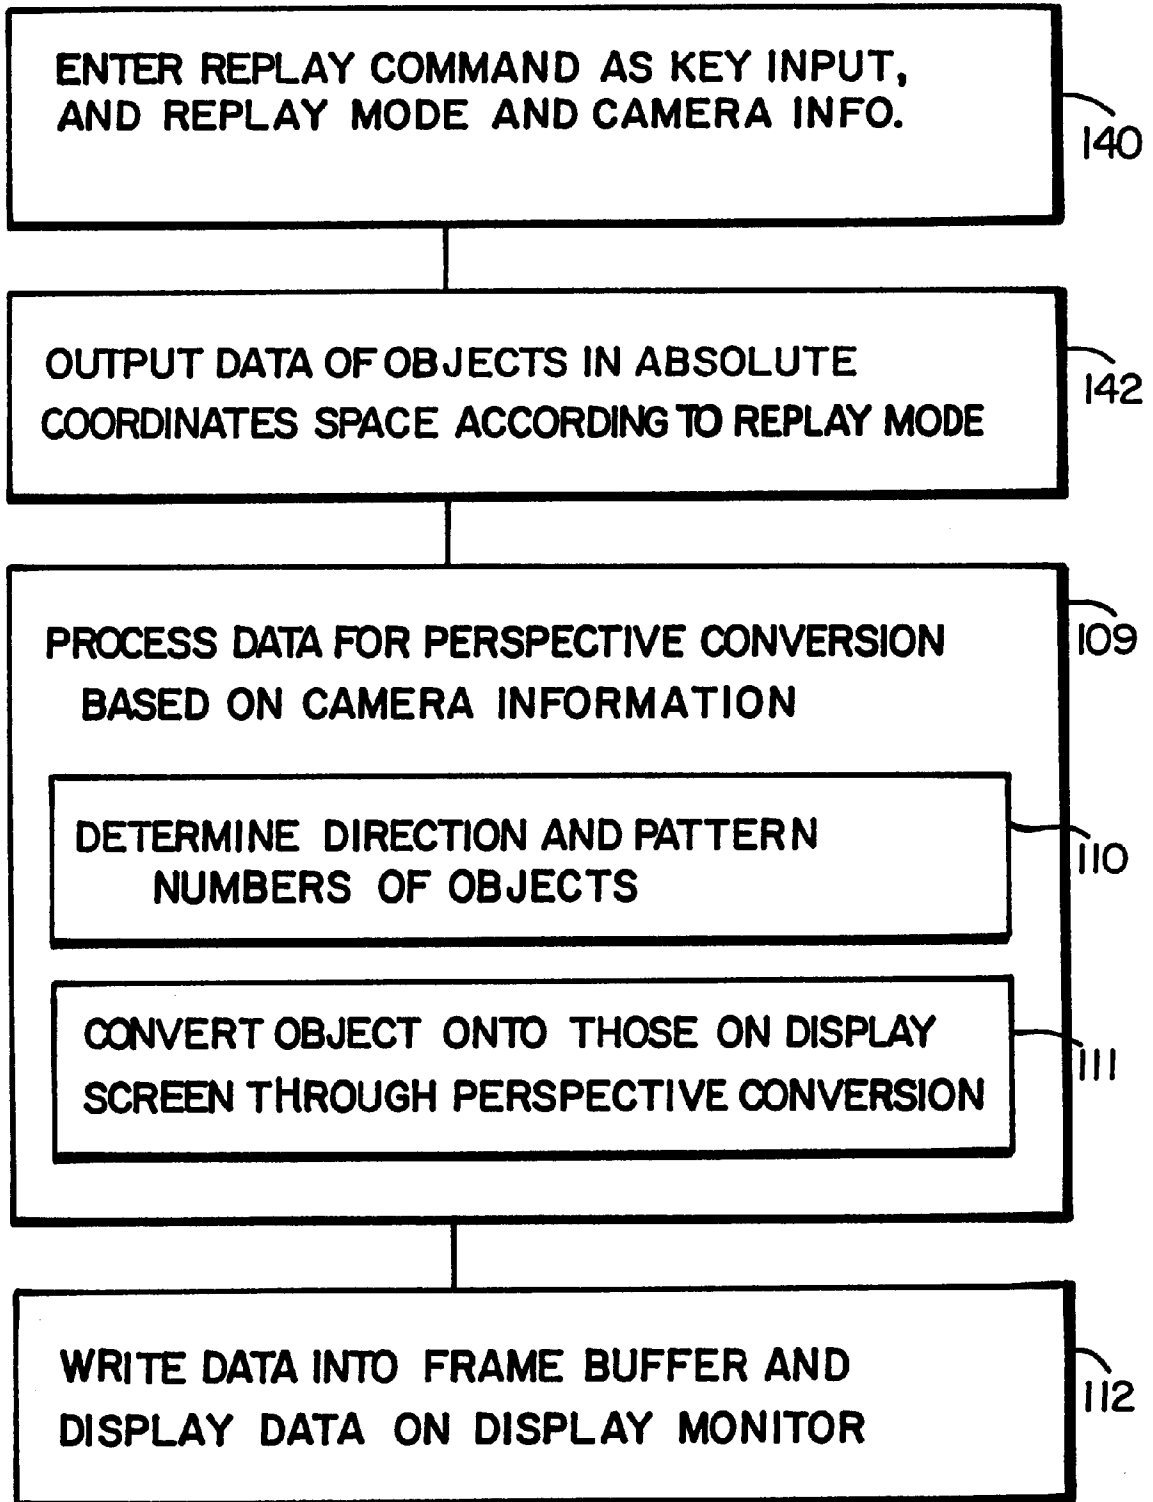 ENTER REPLAY COMMAND AS KEY INPUT,
AND REPLAY MODE AND CAMERA INFO.
140
OUTPUT DATA OF OBJECTS IN ABSOLUTE
COORDINATES SPACE ACCORDING TO REPLAY MODE
142
PROCESS DATA FOR PERSPECTIVE CONVERSION
BASED ON CAMERA INFORMATION
109
DETERMINE DIRECTION AND PATTERN
NUMBERS OF OBJECTS
110
CONVERT OBJECT ONTO THOSE ON DISPLAY
SCREEN THROUGH PERSPECTIVE CONVERSION
111
WRITE DATA INTO FRAME BUFFER AND
DISPLAY DATA ON DISPLAY MONITOR
112